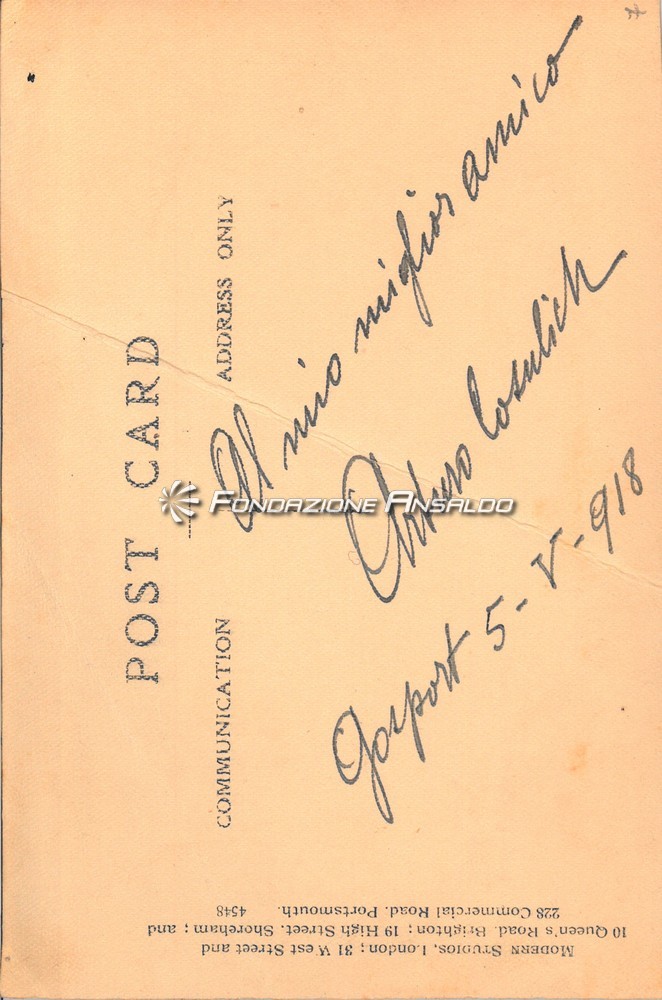 POST CARD
COMMUNICATION
ADDRESS ONLY
Al mio miglior amico
Arturo Cosulich
Gosport 5-V-918
FONDAZIONE ANSALDO
MODERN STUDIOS, London; 31 West Street and
10 Queen's Road, Brighton; 19 High Street, Shoreham; and
228 Commercial Road, Portsmouth. 4548